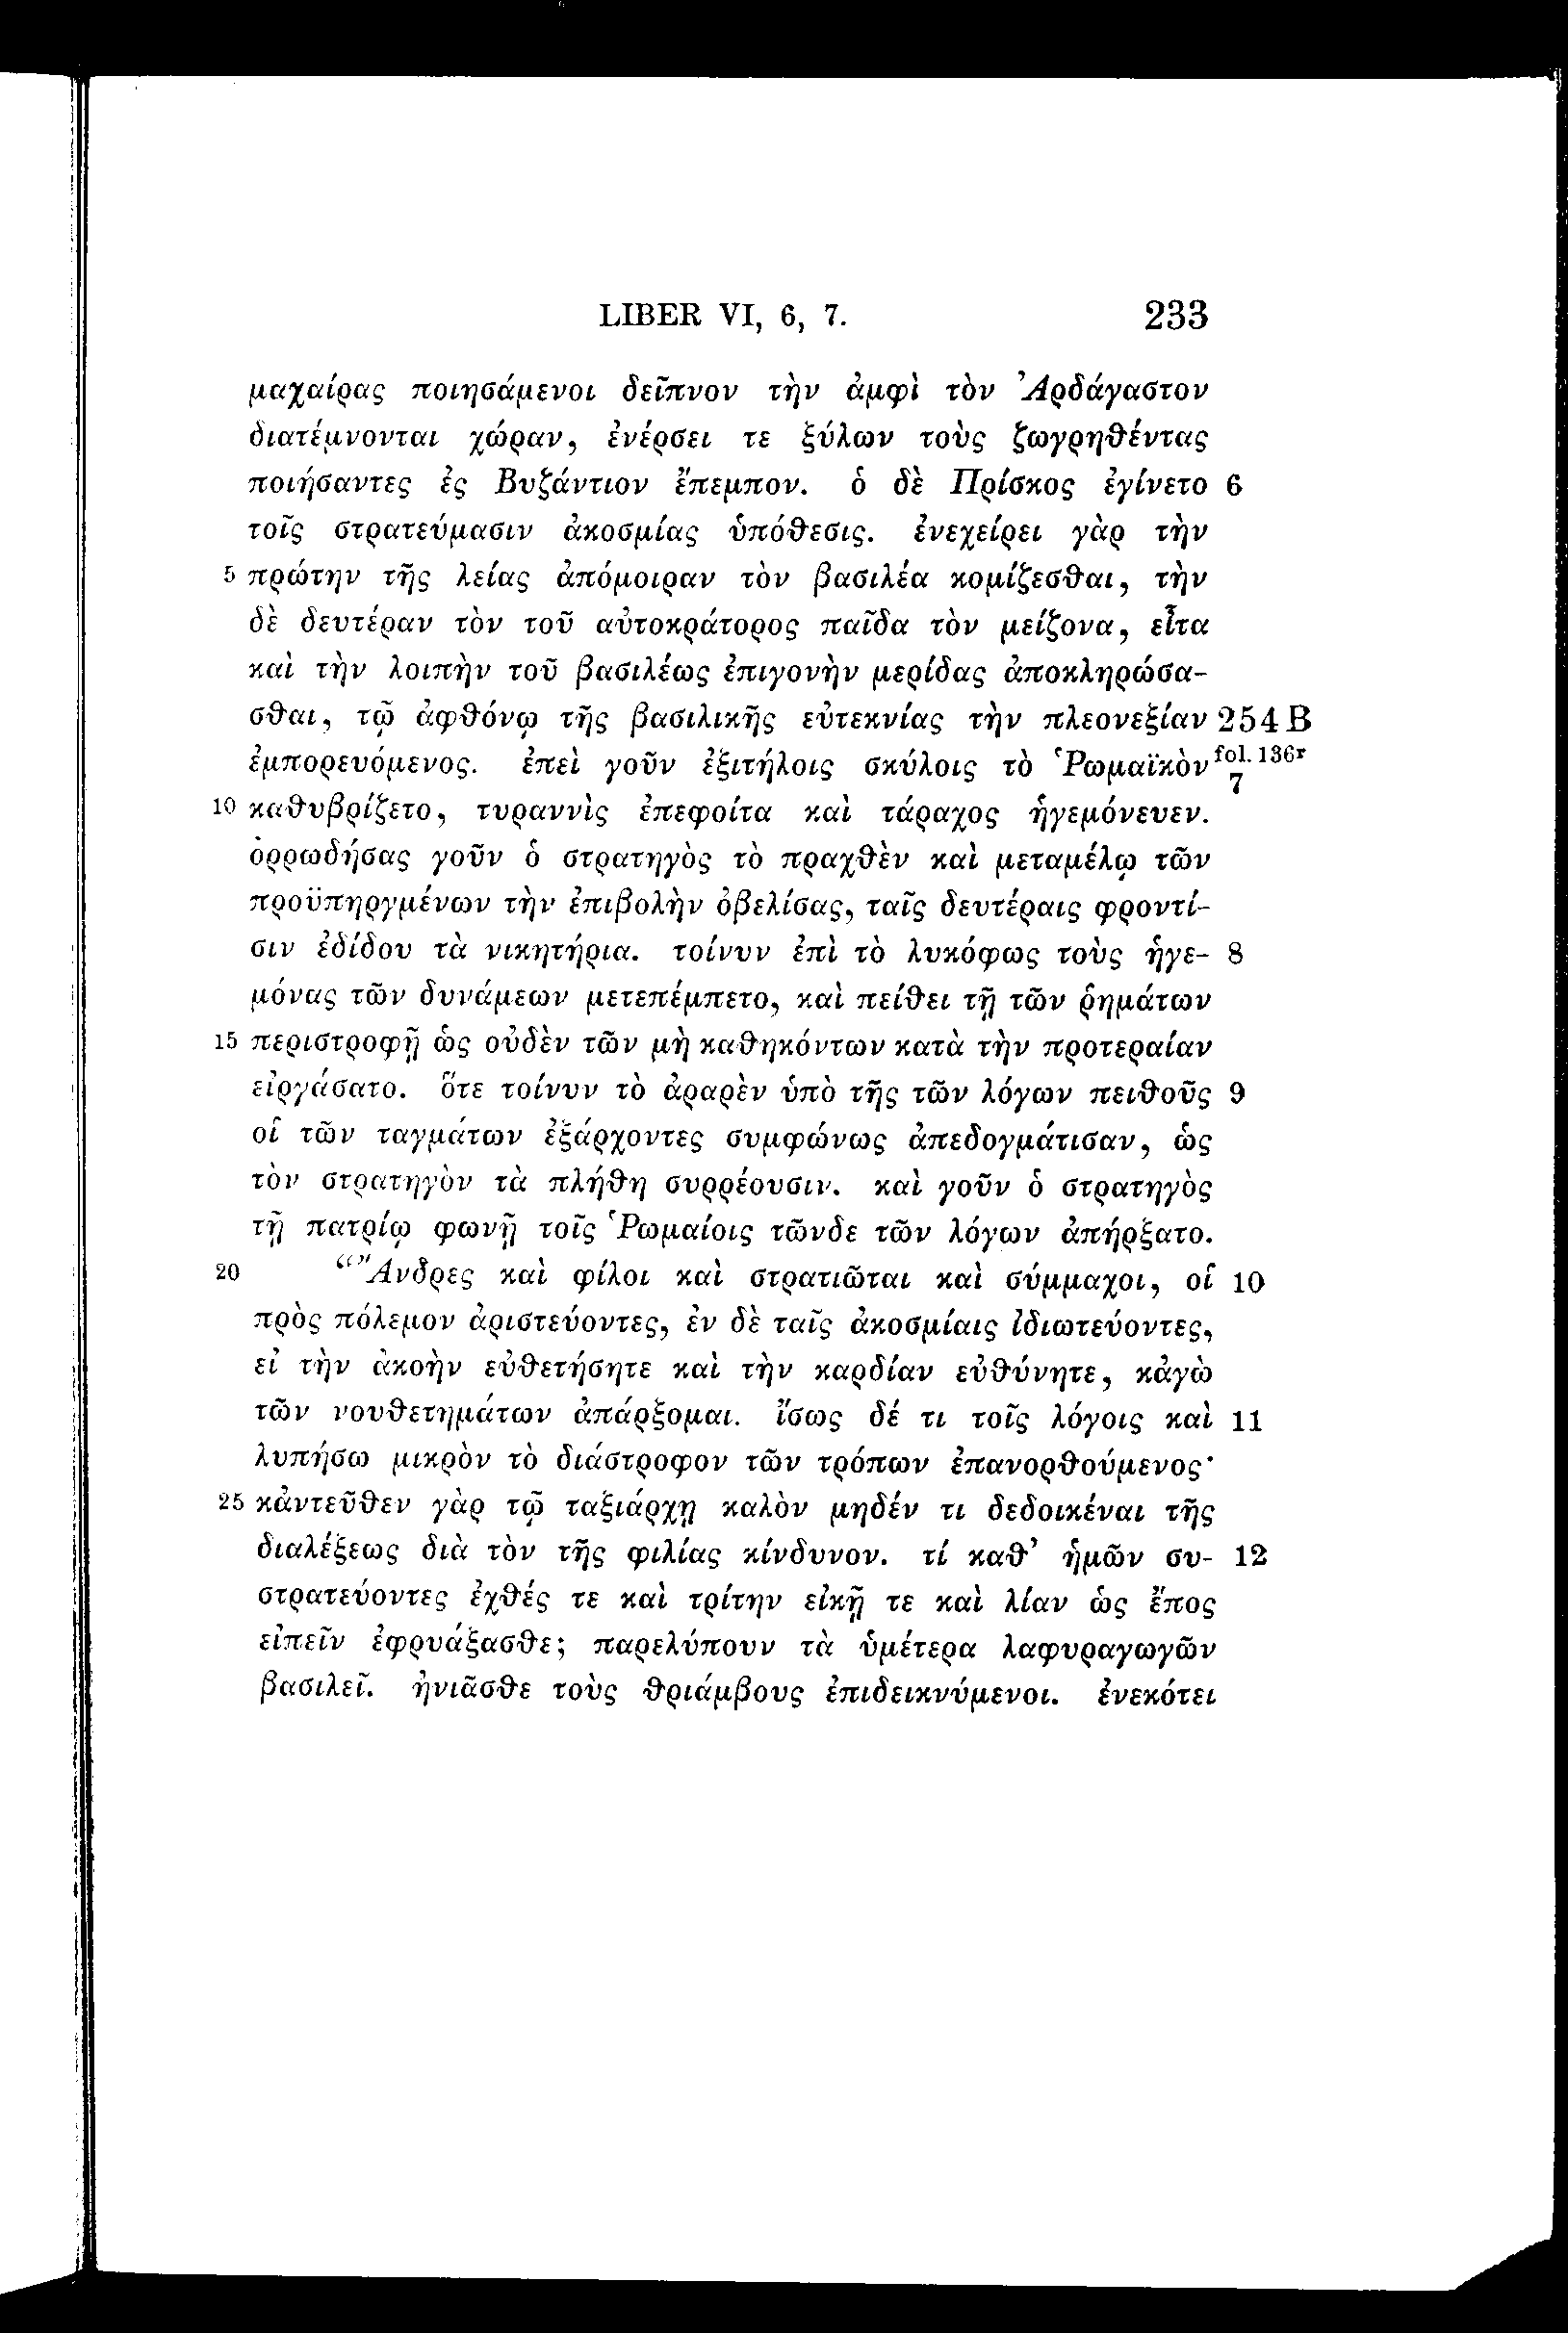 LIBER VI, 6, 7. 233
μαχαίρας ποιησάμενοι δεῖπνον τὴν ἀμφὶ τὸν Ἀρδάγαστον
διατέμνονται χώραν, ἐνέρσει τε ξύλων τοὺς ζωγρηθέντας
ποιήσαντες ἐς Βυζάντιον ἔπεμπον. ὁ δὲ Πρίσκος ἐγίνετο 6
τοῖς στρατεύμασιν ἀκοσμίας ὑπόθεσις. ἐνεχείρει γὰρ τὴν
5 πρώτην τῆς λείας ἀπόμοιραν τὸν βασιλέα κομίζεσθαι, τὴν
δὲ δευτέραν τὸν τοῦ αὐτοκράτορος παῖδα τὸν μείζονα, εἶτα
καὶ τὴν λοιπὴν τοῦ βασιλέως ἐπιγονὴν μερίδας ἀποκληρώσα-
σθαι, τῷ ἀφθόνῳ τῆς βασιλικῆς εὐτεκνίας τὴν πλεονεξίαν 254 B
ἐμπορευόμενος. ἐπεὶ γοῦν ἐξιτήλοις σκύλοις τὸ Ῥωμαϊκὸν fol. 136r 7
10 καθυβρίζετο, τυραννὶς ἐπεφοίτα καὶ τάραχος ἡγεμόνευεν.
ὀρρωδήσας γοῦν ὁ στρατηγὸς τὸ πραχθὲν καὶ μεταμέλῳ τῶν
προϋπηργμένων τὴν ἐπιβολὴν ὀβελίσας, ταῖς δευτέραις φροντί-
σιν ἐδίδου τὰ νικητήρια. τοίνυν ἐπὶ τὸ λυκόφως τοὺς ἡγε- 8
μόνας τῶν δυνάμεων μετεπέμπετο, καὶ πείθει τῇ τῶν ῥημάτων
15 περιστροφῇ ὡς οὐδὲν τῶν μὴ καθηκόντων κατὰ τὴν προτεραίαν
εἰργάσατο. ὅτε τοίνυν τὸ ἀραρὲν ὑπὸ τῆς τῶν λόγων πειθοῦς 9
οἱ τῶν ταγμάτων ἐξάρχοντες συμφώνως ἀπεδογμάτισαν, ὡς
τὸν στρατηγὸν τὰ πλήθη συρρέουσιν. καὶ γοῦν ὁ στρατηγὸς
τῇ πατρίῳ φωνῇ τοῖς Ῥωμαίοις τῶνδε τῶν λόγων ἀπήρξατο.
20 “Ἄνδρες καὶ φίλοι καὶ στρατιῶται καὶ σύμμαχοι, οἱ 10
πρὸς πόλεμον ἀριστεύοντες, ἐν δὲ ταῖς ἀκοσμίαις ἰδιωτεύοντες,
εἰ τὴν ἀκοὴν εὐθετήσητε καὶ τὴν καρδίαν εὐθύνητε, κἀγὼ
τῶν νουθετημάτων ἀπάρξομαι. ἴσως δέ τι τοῖς λόγοις καὶ 11
λυπήσω μικρὸν τὸ διάστροφον τῶν τρόπων ἐπανορθούμενος·
25 κἀντεῦθεν γὰρ τῷ ταξιάρχῃ καλὸν μηδέν τι δεδοικέναι τῆς
διαλέξεως διὰ τὸν τῆς φιλίας κίνδυνον. τί καθ’ ἡμῶν συ- 12
στρατεύοντες ἐχθές τε καὶ τρίτην εἰκῇ τε καὶ λίαν ὡς ἔπος
εἰπεῖν ἐφρυάξασθε; παρελύπουν τὰ ὑμέτερα λαφυραγωγῶν
βασιλεῖ. ἠνιᾶσθε τοὺς θριάμβους ἐπιδεικνύμενοι. ἐνεκότει